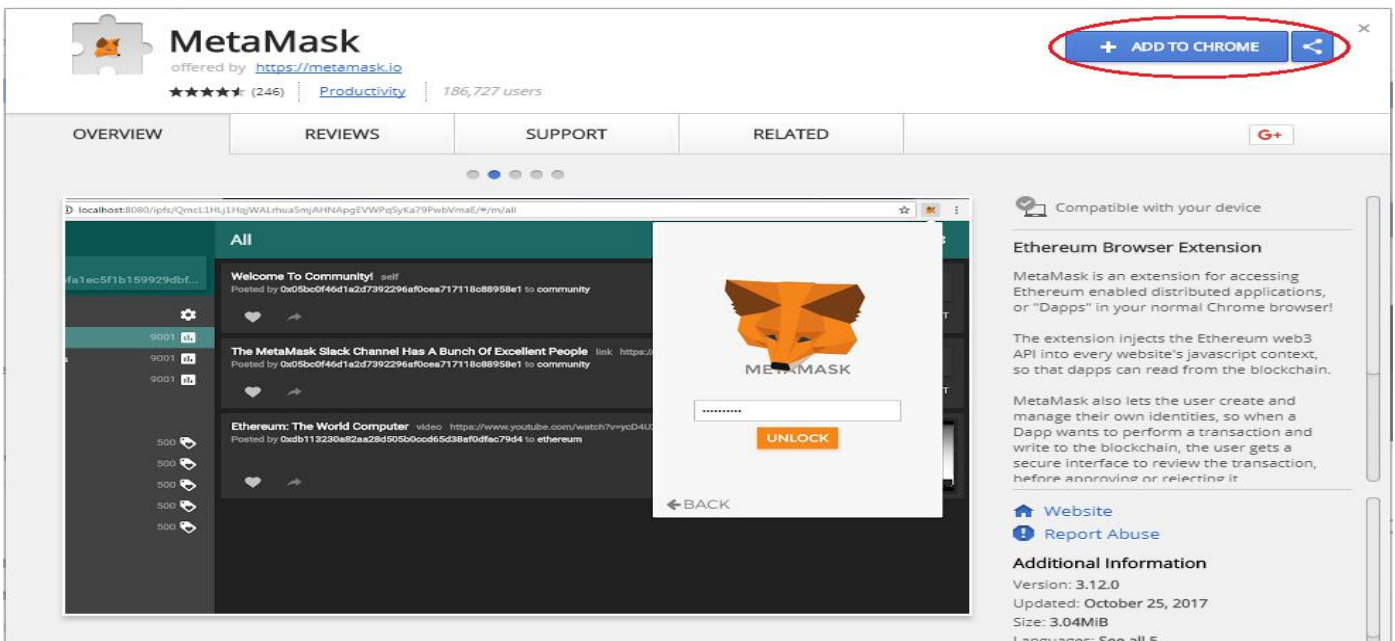 MetaMask
offered by https://metamask.io
(246) Productivity 186,727 users
+ ADD TO CHROME
OVERVIEW REVIEWS SUPPORT RELATED
G+
All
Welcome To Community! self
Posted by 0x05bc0f46d1a2d7392296af0cea717118c88958e1 to community
9001
The MetaMask Slack Channel Has A Bunch Of Excellent People link https:/
Posted by 0x05bc0f46d1a2d7392296af0cea717118c88958e1 to community
9001
9001
Ethereum: The World Computer video
Posted by 0xdb113230a82aa28d505b0ccd65d38af0dfac79d4 to ethereum
500
500
500
500
500
METAMASK
UNLOCK
BACK
Compatible with your device
Ethereum Browser Extension
MetaMask is an extension for accessing
Ethereum enabled distributed applications,
or "Dapps" in your normal Chrome browser!
The extension injects the Ethereum web3
API into every website's javascript context,
so that dapps can read from the blockchain.
MetaMask also lets the user create and
manage their own identities, so when a
Dapp wants to perform a transaction and
write to the blockchain, the user gets a
secure interface to review the transaction,
before approving or rejecting it
Website
Report Abuse
Additional Information
Version: 3.12.0
Updated: October 25, 2017
Size: 3.04MiB
Languages: See all 5